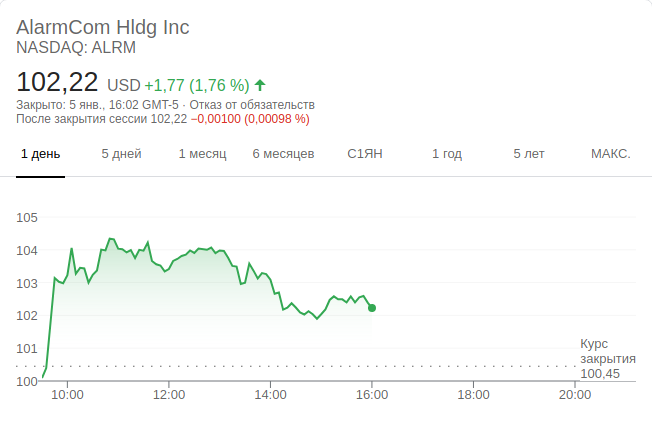 AlarmCom Hldg Inc
NASDAQ: ALRM
102,22 USD +1,77 (1,76 %)
Закрыто: 5 янв., 16:02 GMT-5 · Отказ от обязательств
После закрытия сессии 102,22 −0,00100 (0,00098 %)
1 день 5 дней 1 месяц 6 месяцев С1ЯН 1 год 5 лет МАКС.
105
104
103
102
101
100
Курс
закрытия
100,45
10:00 12:00 14:00 16:00 18:00 20:00